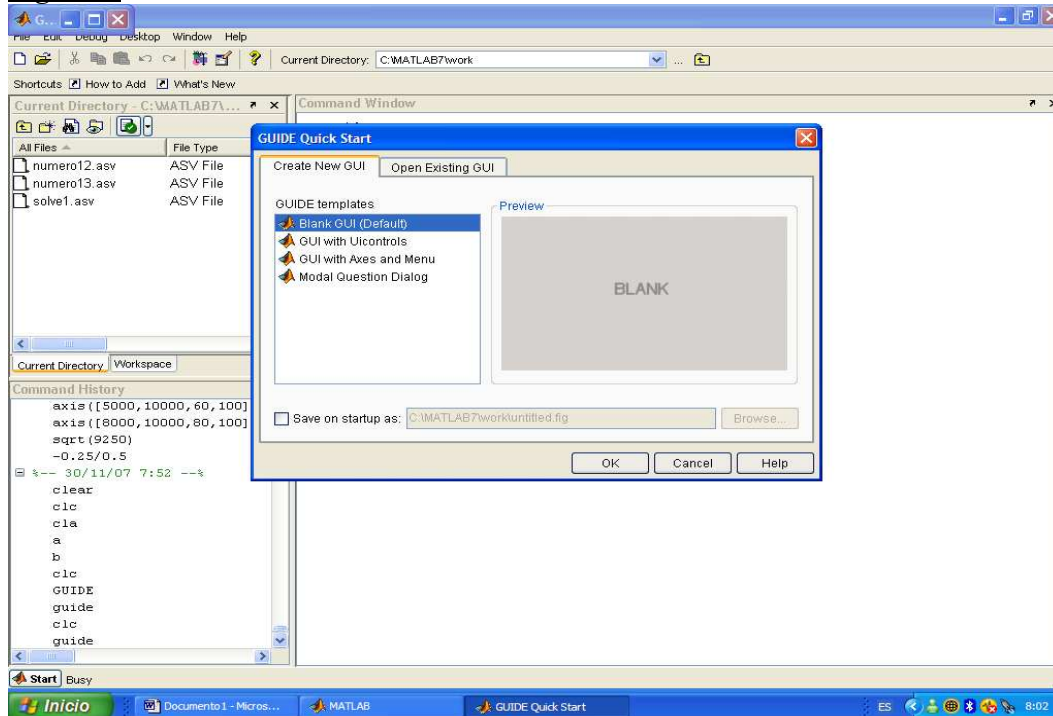 G...
File Edit Debug Desktop Window Help
Current Directory: C:\MATLAB7\work ...
Shortcuts How to Add What's New
Current Directory - C:\MATLAB7\...
All Files File Type
numero12.asv ASV File
numero13.asv ASV File
solve1.asv ASV File
Current Directory Workspace
Command History
axis([5000,10000,60,100]
axis([8000,10000,80,100]
sqrt(9250)
-0.25/0.5
%-- 30/11/07 7:52 --%
clear
clc
cla
a
b
clc
GUIDE
guide
clc
guide
Command Window
GUIDE Quick Start
Create New GUI Open Existing GUI
GUIDE templates
Blank GUI (Default)
GUI with Uicontrols
GUI with Axes and Menu
Modal Question Dialog
Preview
BLANK
Save on startup as: C:\MATLAB7\work\untitled.fig Browse...
OK Cancel Help
Start Busy
Inicio Documento1 - Micros... MATLAB GUIDE Quick Start ES 8:02